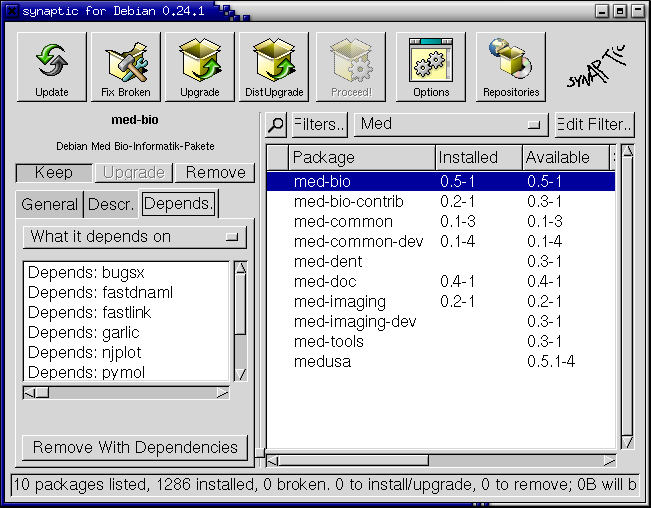 synaptic for Debian 0.24.1
Update
Fix Broken
Upgrade
DistUpgrade
Proceed!
Options
Repositories
SYNAPTIC
med-bio
Debian Med Bio-Informatik-Pakete
Keep
Upgrade
Remove
General
Descr.
Depends.
What it depends on
Depends: bugsx
Depends: fastdnaml
Depends: fastlink
Depends: garlic
Depends: njplot
Depends: pymol
Remove With Dependencies
Filters..
Med
Edit Filter..
Package Installed Available
med-bio 0.5-1 0.5-1
med-bio-contrib 0.2-1 0.3-1
med-common 0.1-3 0.1-3
med-common-dev 0.1-4 0.1-4
med-dent 0.3-1
med-doc 0.4-1 0.4-1
med-imaging 0.2-1 0.2-1
med-imaging-dev 0.3-1
med-tools 0.3-1
medusa 0.5.1-4
10 packages listed, 1286 installed, 0 broken. 0 to install/upgrade, 0 to remove; 0B will b